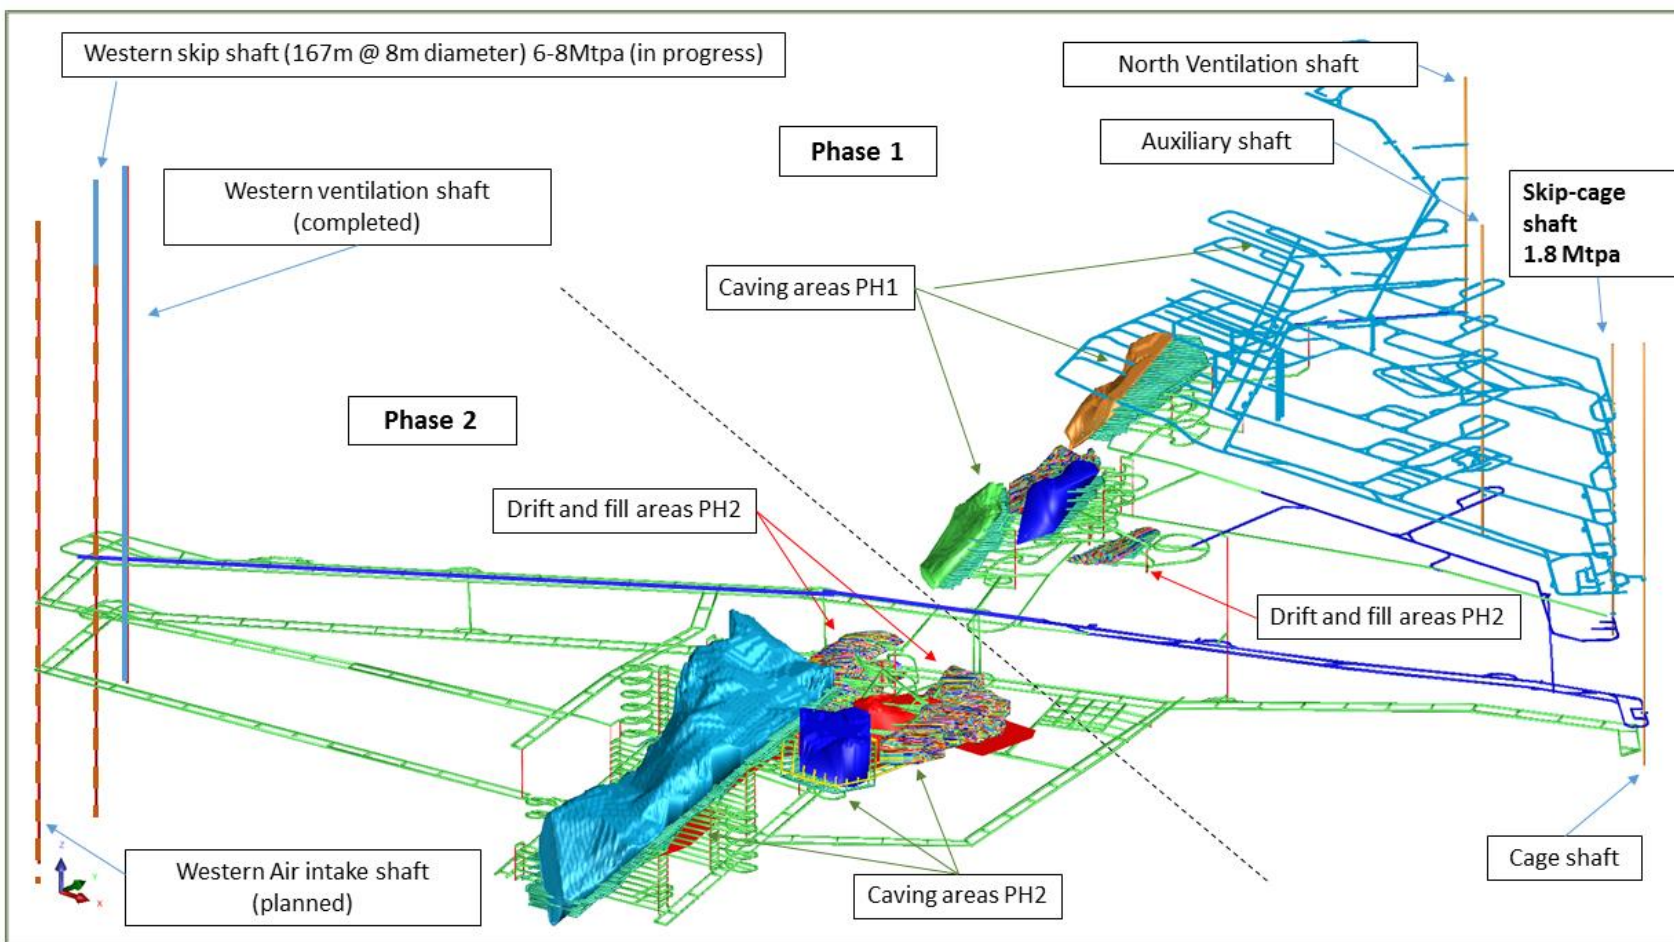 Western skip shaft (167m @ 8m diameter) 6-8Mtpa (in progress)
North Ventilation shaft
Phase 1
Auxiliary shaft
Western ventilation shaft
(completed)
Skip-cage
shaft
1.8 Mtpa
Caving areas PH1
Phase 2
Drift and fill areas PH2
Drift and fill areas PH2
Western Air intake shaft
(planned)
Caving areas PH2
Cage shaft
Z
Y
X